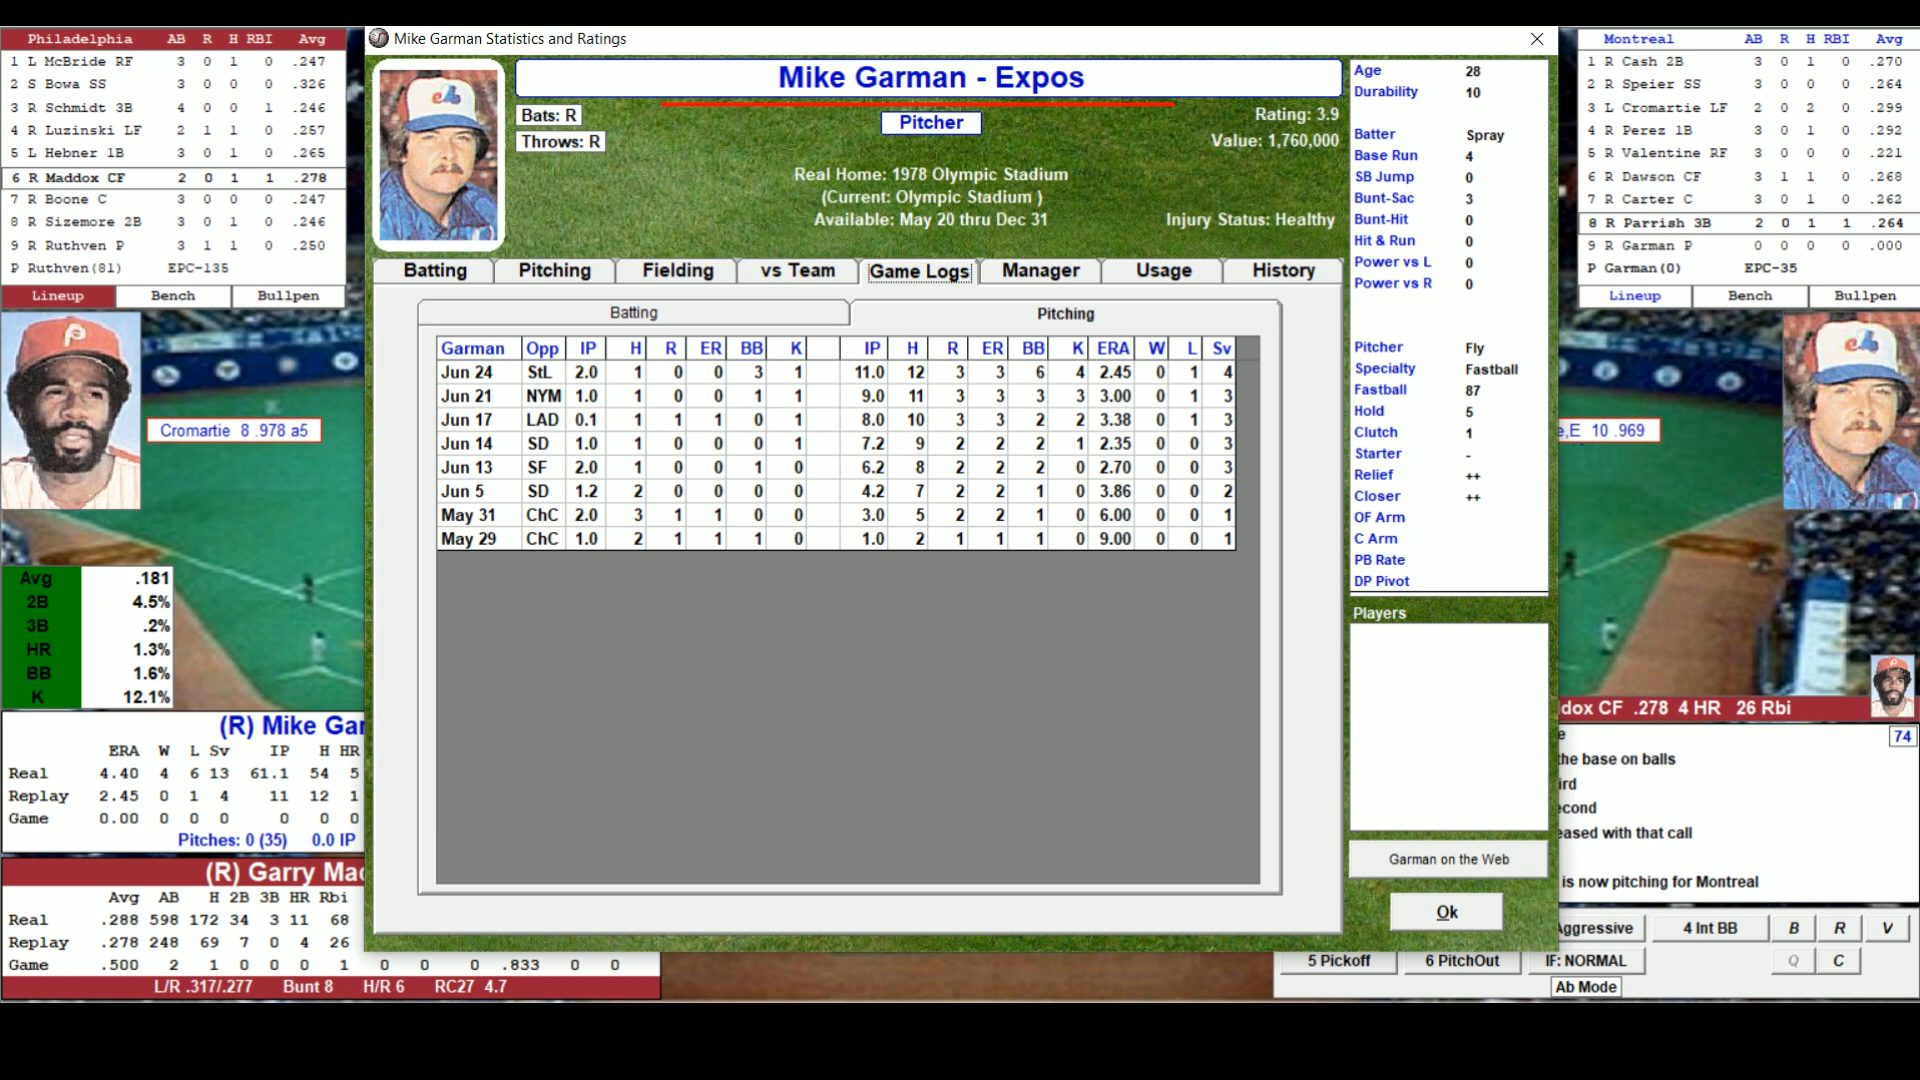 Philadelphia AB R H RBI Avg
1 L McBride RF 3 0 1 0 .247
2 S Bowa SS 3 0 0 0 .326
3 R Schmidt 3B 4 0 0 1 .246
4 R Luzinski LF 2 1 1 0 .257
5 L Hebner 1B 3 0 0 0 .265
6 R Maddox CF 2 0 1 1 .278
7 R Boone C 3 0 0 0 .247
8 R Sizemore 2B 3 0 1 0 .246
9 R Ruthven P 3 1 1 0 .250
P Ruthven(81) EPC-135
Lineup Bench Bullpen
Cromartie 8 .978 a5
Avg .181
2B 4.5%
3B .2%
HR 1.3%
BB 1.6%
K 12.1%
(R) Mike Gar
ERA W L Sv IP H HR
Real 4.40 4 6 13 61.1 54 5
Replay 2.45 0 1 4 11 12 1
Game 0.00 0 0 0 0 0 0
Pitches: 0 (35) 0.0 IP
(R) Garry Mad
Avg AB H 2B 3B HR Rbi
Real .288 598 172 34 3 11 68
Replay .278 248 69 7 0 4 26
Game .500 2 1 0 0 0 1 0 0 0 .833 0 0
L/R .317/.277 Bunt 8 H/R 6 RC27 4.7
Mike Garman Statistics and Ratings
Mike Garman - Expos
Bats: R
Throws: R
Pitcher
Rating: 3.9
Value: 1,760,000
Real Home: 1978 Olympic Stadium
(Current: Olympic Stadium )
Available: May 20 thru Dec 31
Injury Status: Healthy
Batting Pitching Fielding vs Team Game Logs Manager Usage History
Batting Pitching
Garman Opp IP H R ER BB K IP H R ER BB K ERA W L Sv
Jun 24 StL 2.0 1 0 0 3 1 11.0 12 3 3 6 4 2.45 0 1 4
Jun 21 NYM 1.0 1 0 0 1 1 9.0 11 3 3 3 3 3.00 0 1 3
Jun 17 LAD 0.1 1 1 1 0 1 8.0 10 3 3 2 2 3.38 0 1 3
Jun 14 SD 1.0 1 0 0 0 1 7.2 9 2 2 2 1 2.35 0 0 3
Jun 13 SF 2.0 1 0 0 1 0 6.2 8 2 2 2 0 2.70 0 0 3
Jun 5 SD 1.2 2 0 0 0 0 4.2 7 2 2 1 0 3.86 0 0 2
May 31 ChC 2.0 3 1 1 0 0 3.0 5 2 2 1 0 6.00 0 0 1
May 29 ChC 1.0 2 1 1 1 0 1.0 2 1 1 1 0 9.00 0 0 1
Age 28
Durability 10
Batter Spray
Base Run 4
SB Jump 0
Bunt-Sac 3
Bunt-Hit 0
Hit & Run 0
Power vs L 0
Power vs R 0
Pitcher Fly
Specialty Fastball
Fastball 87
Hold 5
Clutch 1
Starter -
Relief ++
Closer ++
OF Arm
C Arm
PB Rate
DP Pivot
Players
Garman on the Web
Ok
Montreal AB R H RBI Avg
1 R Cash 2B 3 0 1 0 .270
2 R Speier SS 3 0 0 0 .264
3 L Cromartie LF 2 0 2 0 .299
4 R Perez 1B 3 0 0 0 .292
5 R Valentine RF 3 0 0 0 .221
6 R Dawson CF 3 1 1 0 .268
7 R Carter C 3 0 1 0 .262
8 R Parrish 3B 2 0 1 1 .264
9 R Garman P 0 0 0 0 .000
P Garman(0) EPC-35
Lineup Bench Bullpen
e,E 10 .969
dox CF .278 4 HR 26 Rbi
74
the base on balls
ird
econd
eased with that call
is now pitching for Montreal
Aggressive 4 Int BB B R V
5 Pickoff 6 PitchOut IF: NORMAL Q C
Ab Mode